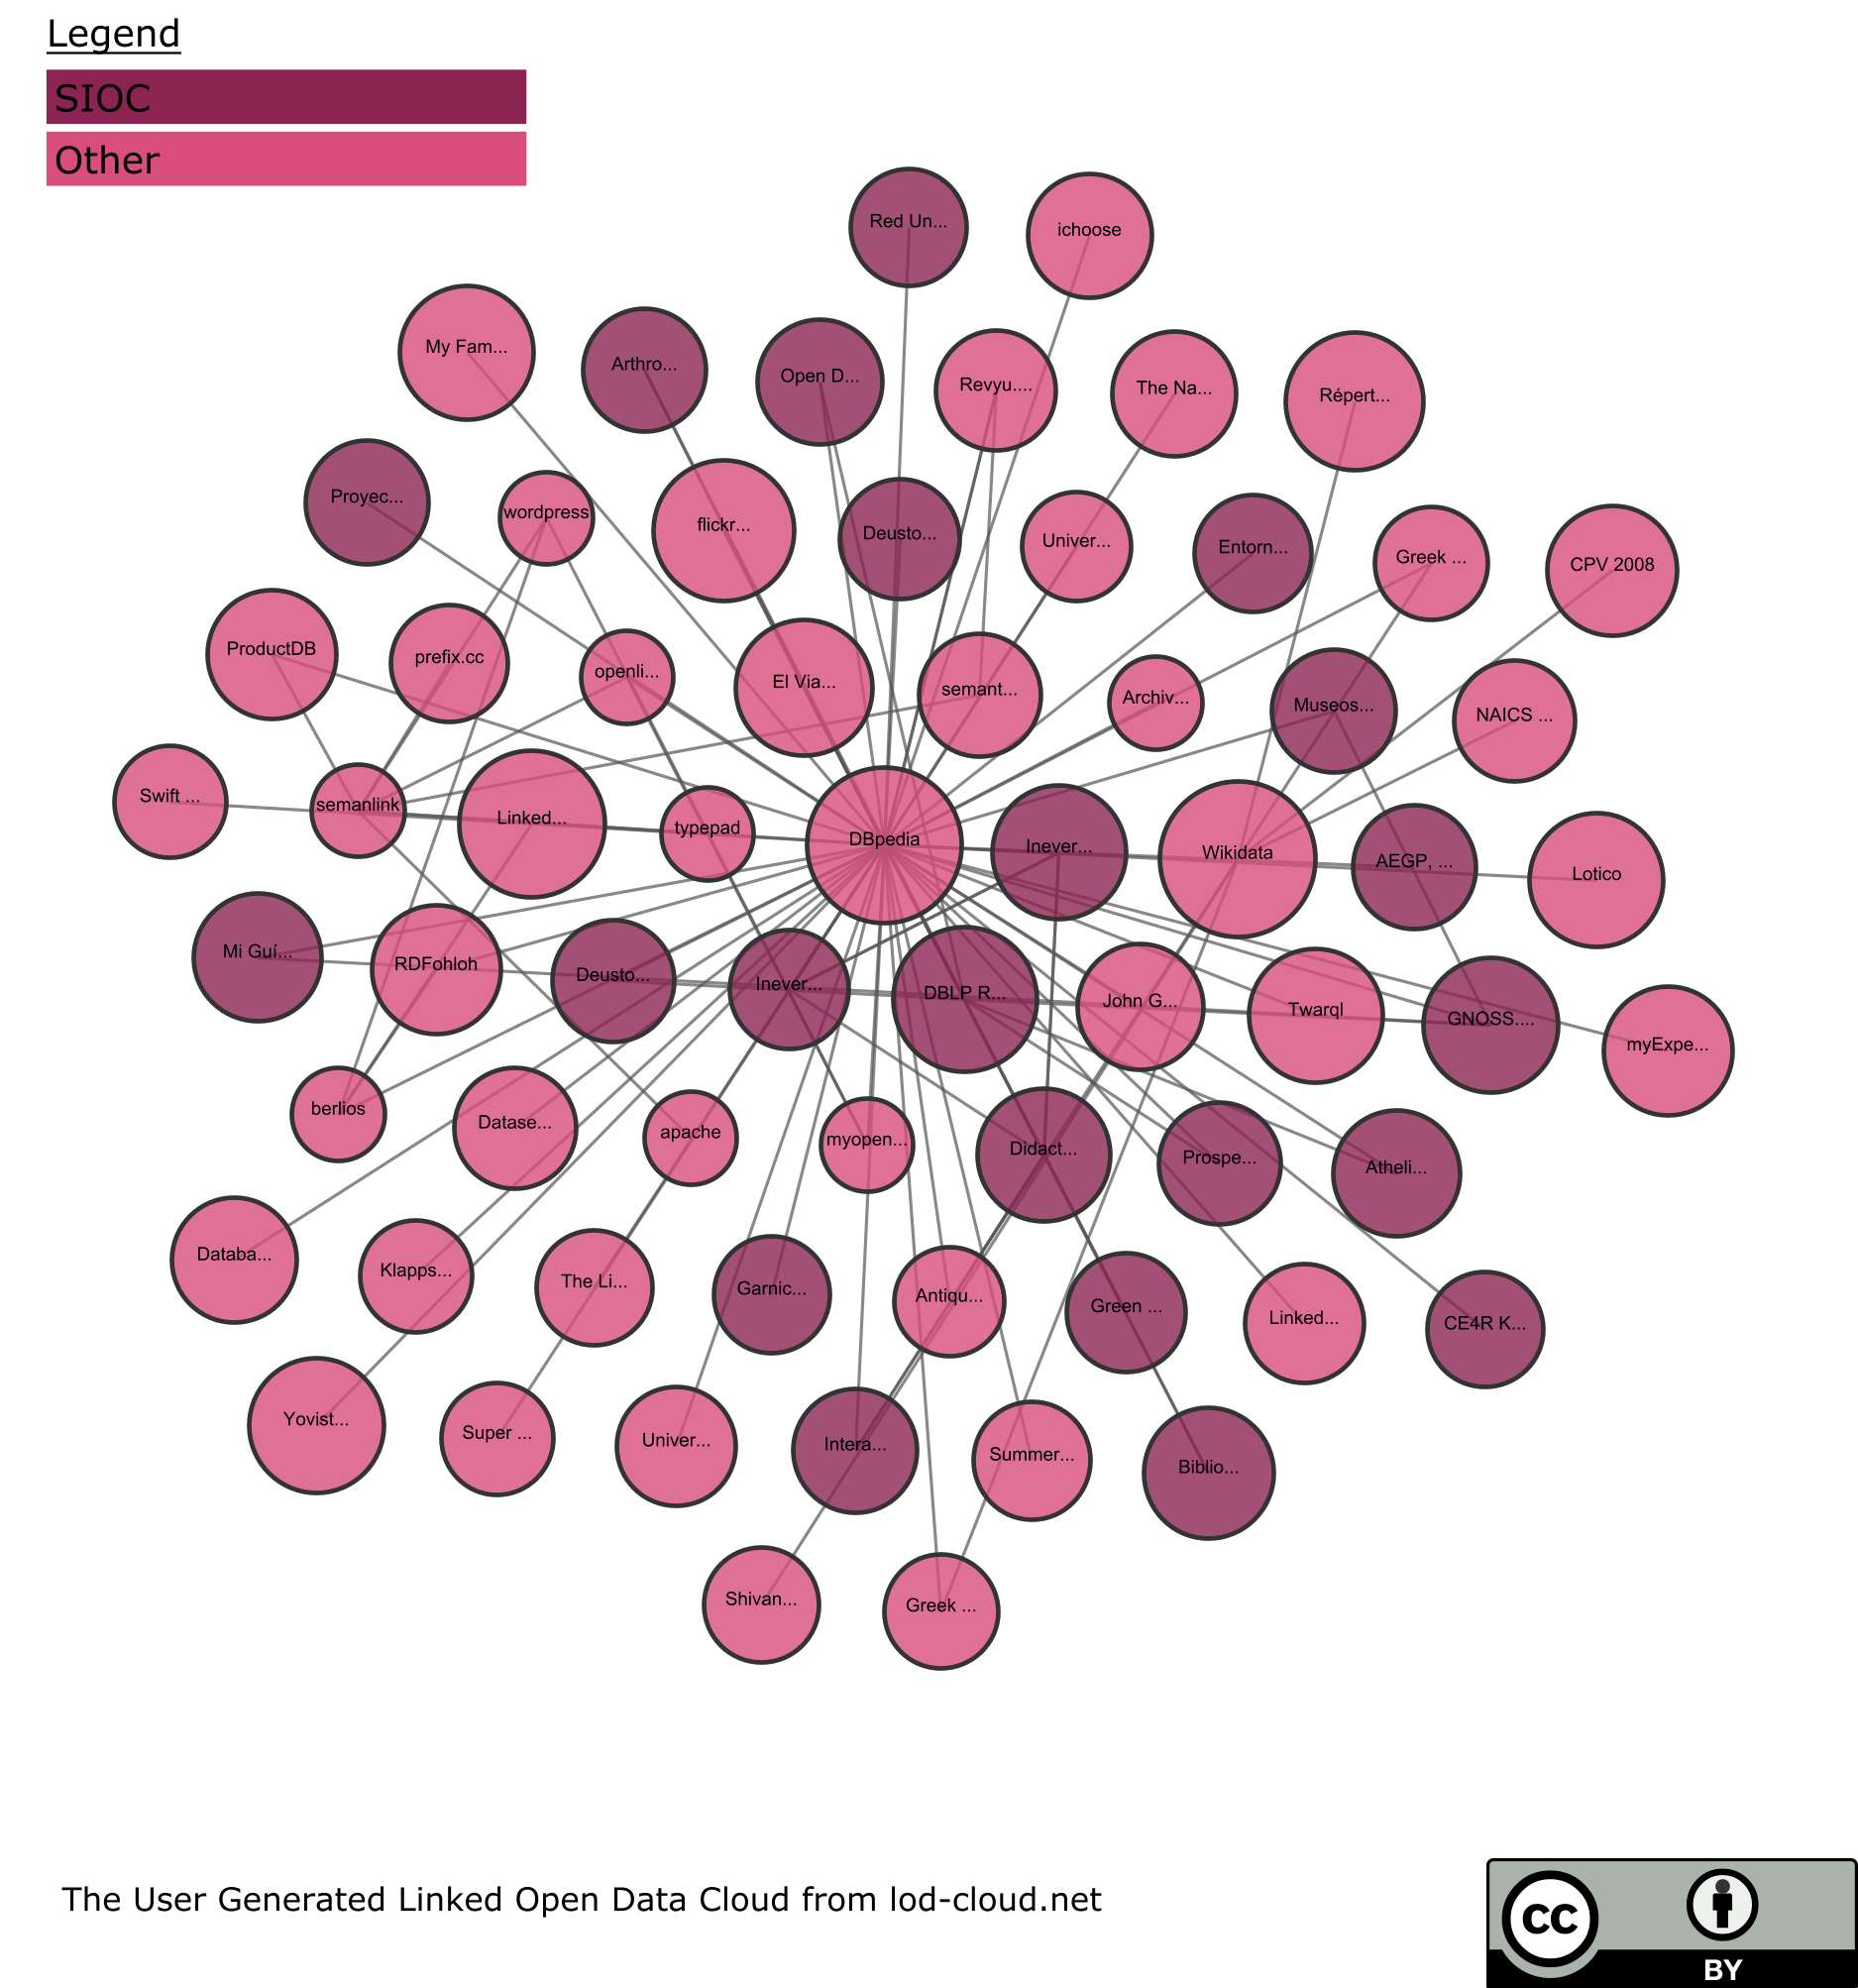 Legend
SIOC
Other
Red Un...
ichoose
My Fam...
Arthro...
Open D...
Revyu....
The Na...
Répert...
Proyec...
wordpress
flickr...
Deusto...
Univer...
Entorn...
Greek ...
CPV 2008
ProductDB
prefix.cc
openli...
El Via...
semant...
Archiv...
Museos...
NAICS ...
Swift ...
semanlink
Linked...
typepad
DBpedia
Inever...
Wikidata
AEGP, ...
Lotico
Mi Guí...
RDFohloh
Deusto...
Inever...
DBLP R...
John G...
Twarql
GNOSS....
myExpe...
berlios
Datase...
apache
myopen...
Didact...
Prospe...
Atheli...
Databa...
Klapps...
The Li...
Garnic...
Antiqu...
Green ...
Linked...
CE4R K...
Yovist...
Super ...
Univer...
Intera...
Summer...
Biblio...
Shivan...
Greek ...
The User Generated Linked Open Data Cloud from lod-cloud.net
cc
BY